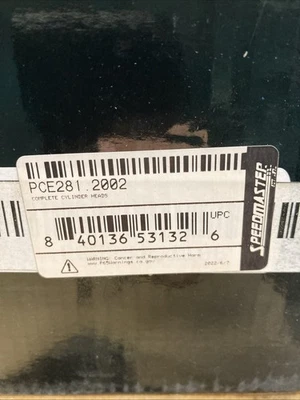 PCE281.2002
COMPLETE CYLINDER HEADS
UPC
8 40136 53132 6
WARNING: Cancer and Reproductive Harm
www.P65Warnings.ca.gov
SPEEDMASTER